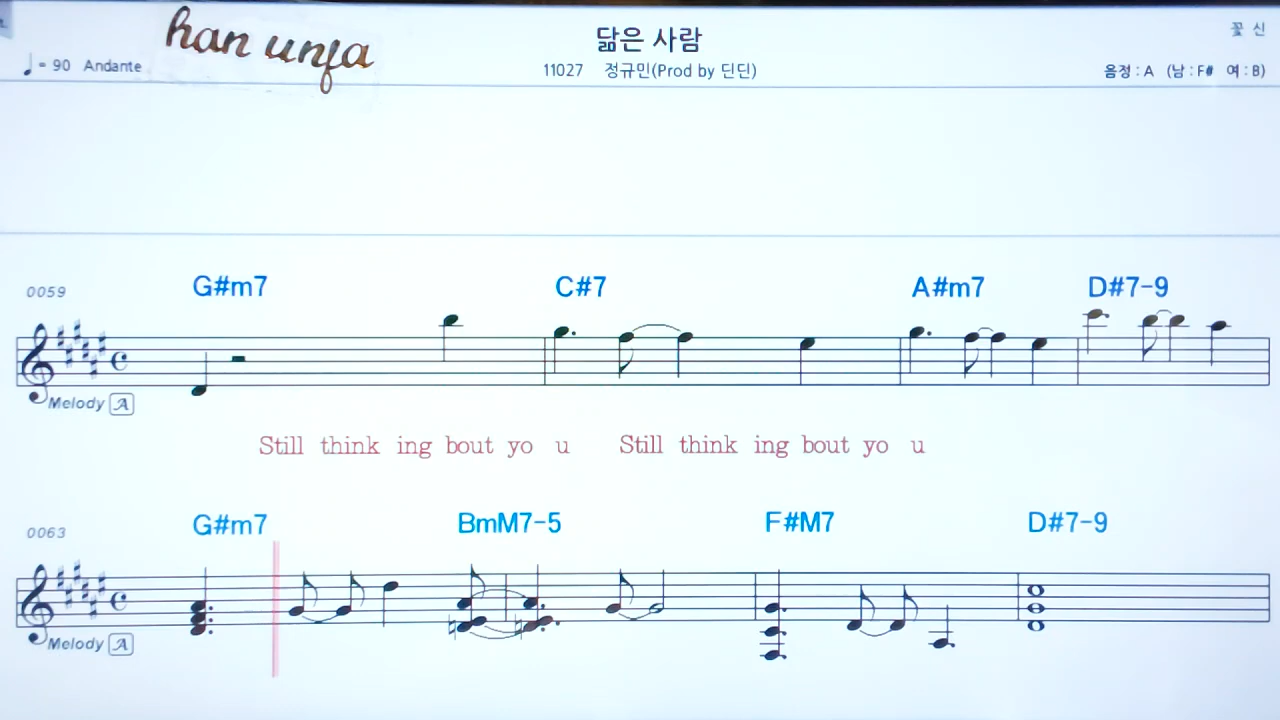 han unfa
닮은 사람
꽃 신
♩= 90 Andante
11027 정규민(Prod by 딘딘)
음정 : A (남 : F# 여 : B)
0059
G#m7 C#7 A#m7 D#7-9
Melody A
Still think ing bout yo u Still think ing bout yo u
0063
G#m7 BmM7-5 F#M7 D#7-9
Melody A